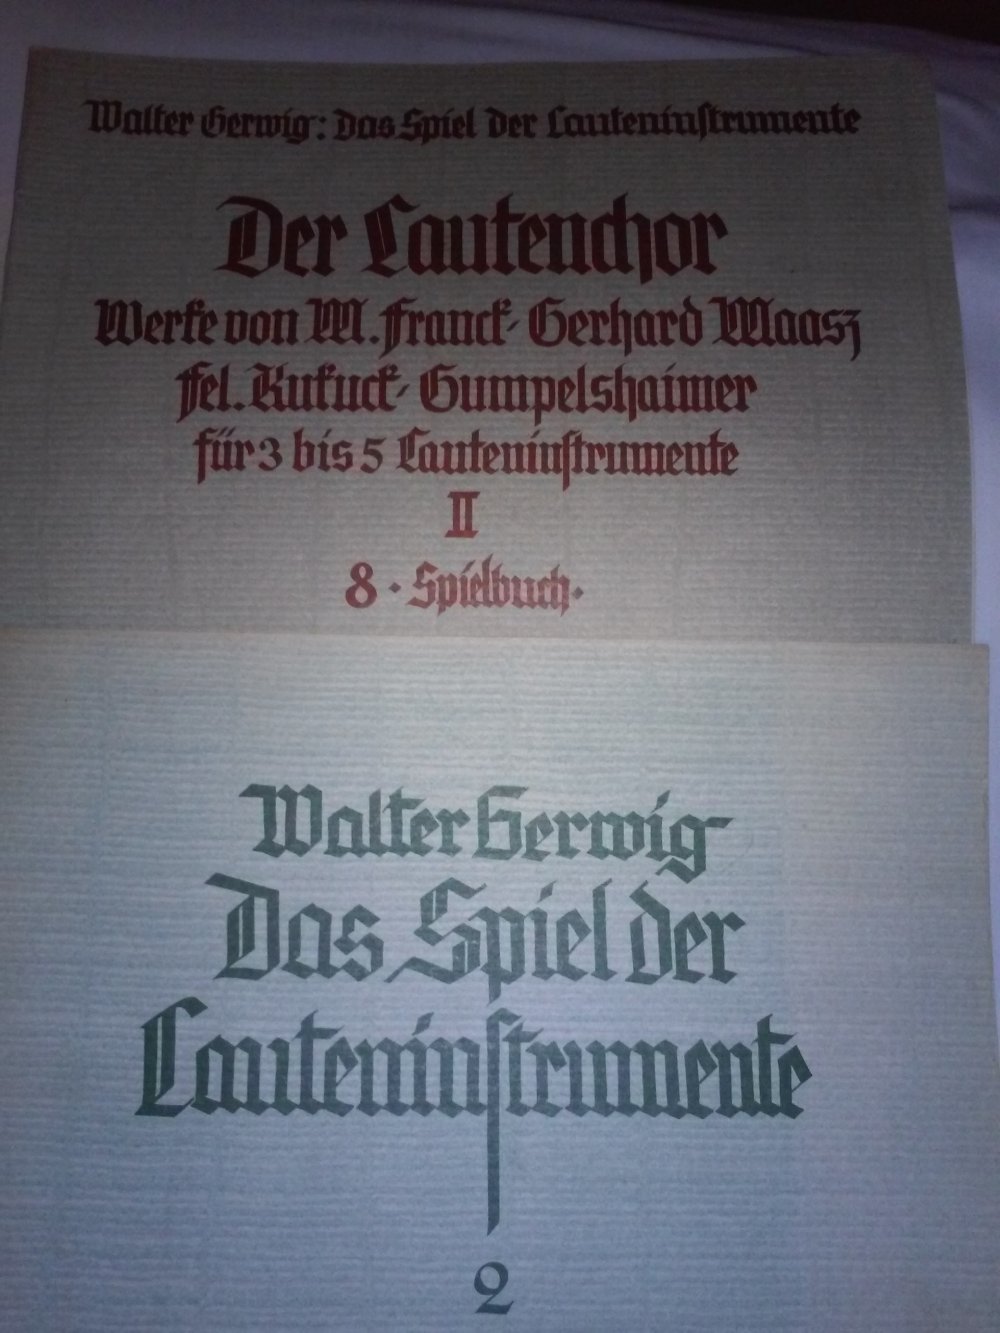 Walter Gerwig: Das Spiel der Lauteninstrumente
Der Lautenchor
Werke von M. Franck · Gerhard Maasz
Fel. Kukuck · Gumpelshaimer
für 3 bis 5 Lauteninstrumente
II
8 · Spielbuch ·
Walter Gerwig
Das Spiel der
Lauteninstrumente
2